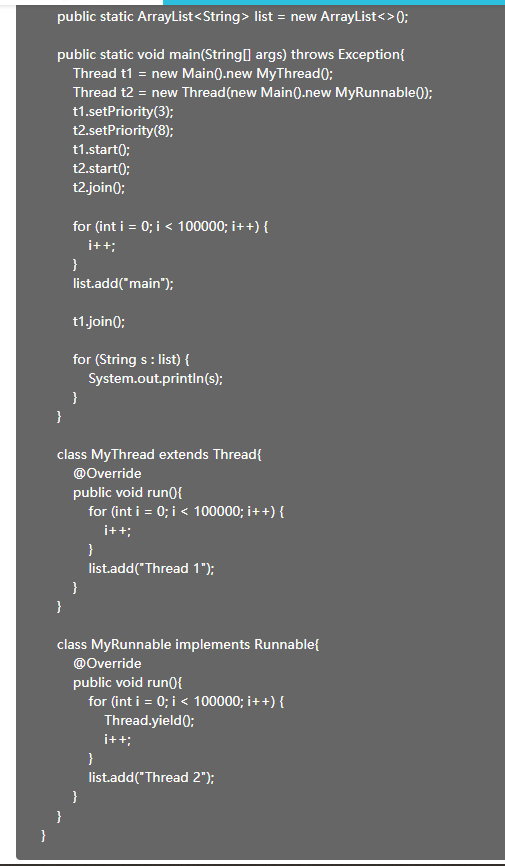 public static ArrayList<String> list = new ArrayList<>();
public static void main(String[] args) throws Exception{
Thread t1 = new Main().new MyThread();
Thread t2 = new Thread(new Main().new MyRunnable());
t1.setPriority(3);
t2.setPriority(8);
t1.start();
t2.start();
t2.join();
for (int i = 0; i < 100000; i++) {
i++;
}
list.add("main");
t1.join();
for (String s : list) {
System.out.println(s);
}
}
class MyThread extends Thread{
@Override
public void run(){
for (int i = 0; i < 100000; i++) {
i++;
}
list.add("Thread 1");
}
}
class MyRunnable implements Runnable{
@Override
public void run(){
for (int i = 0; i < 100000; i++) {
Thread.yield();
i++;
}
list.add("Thread 2");
}
}
}